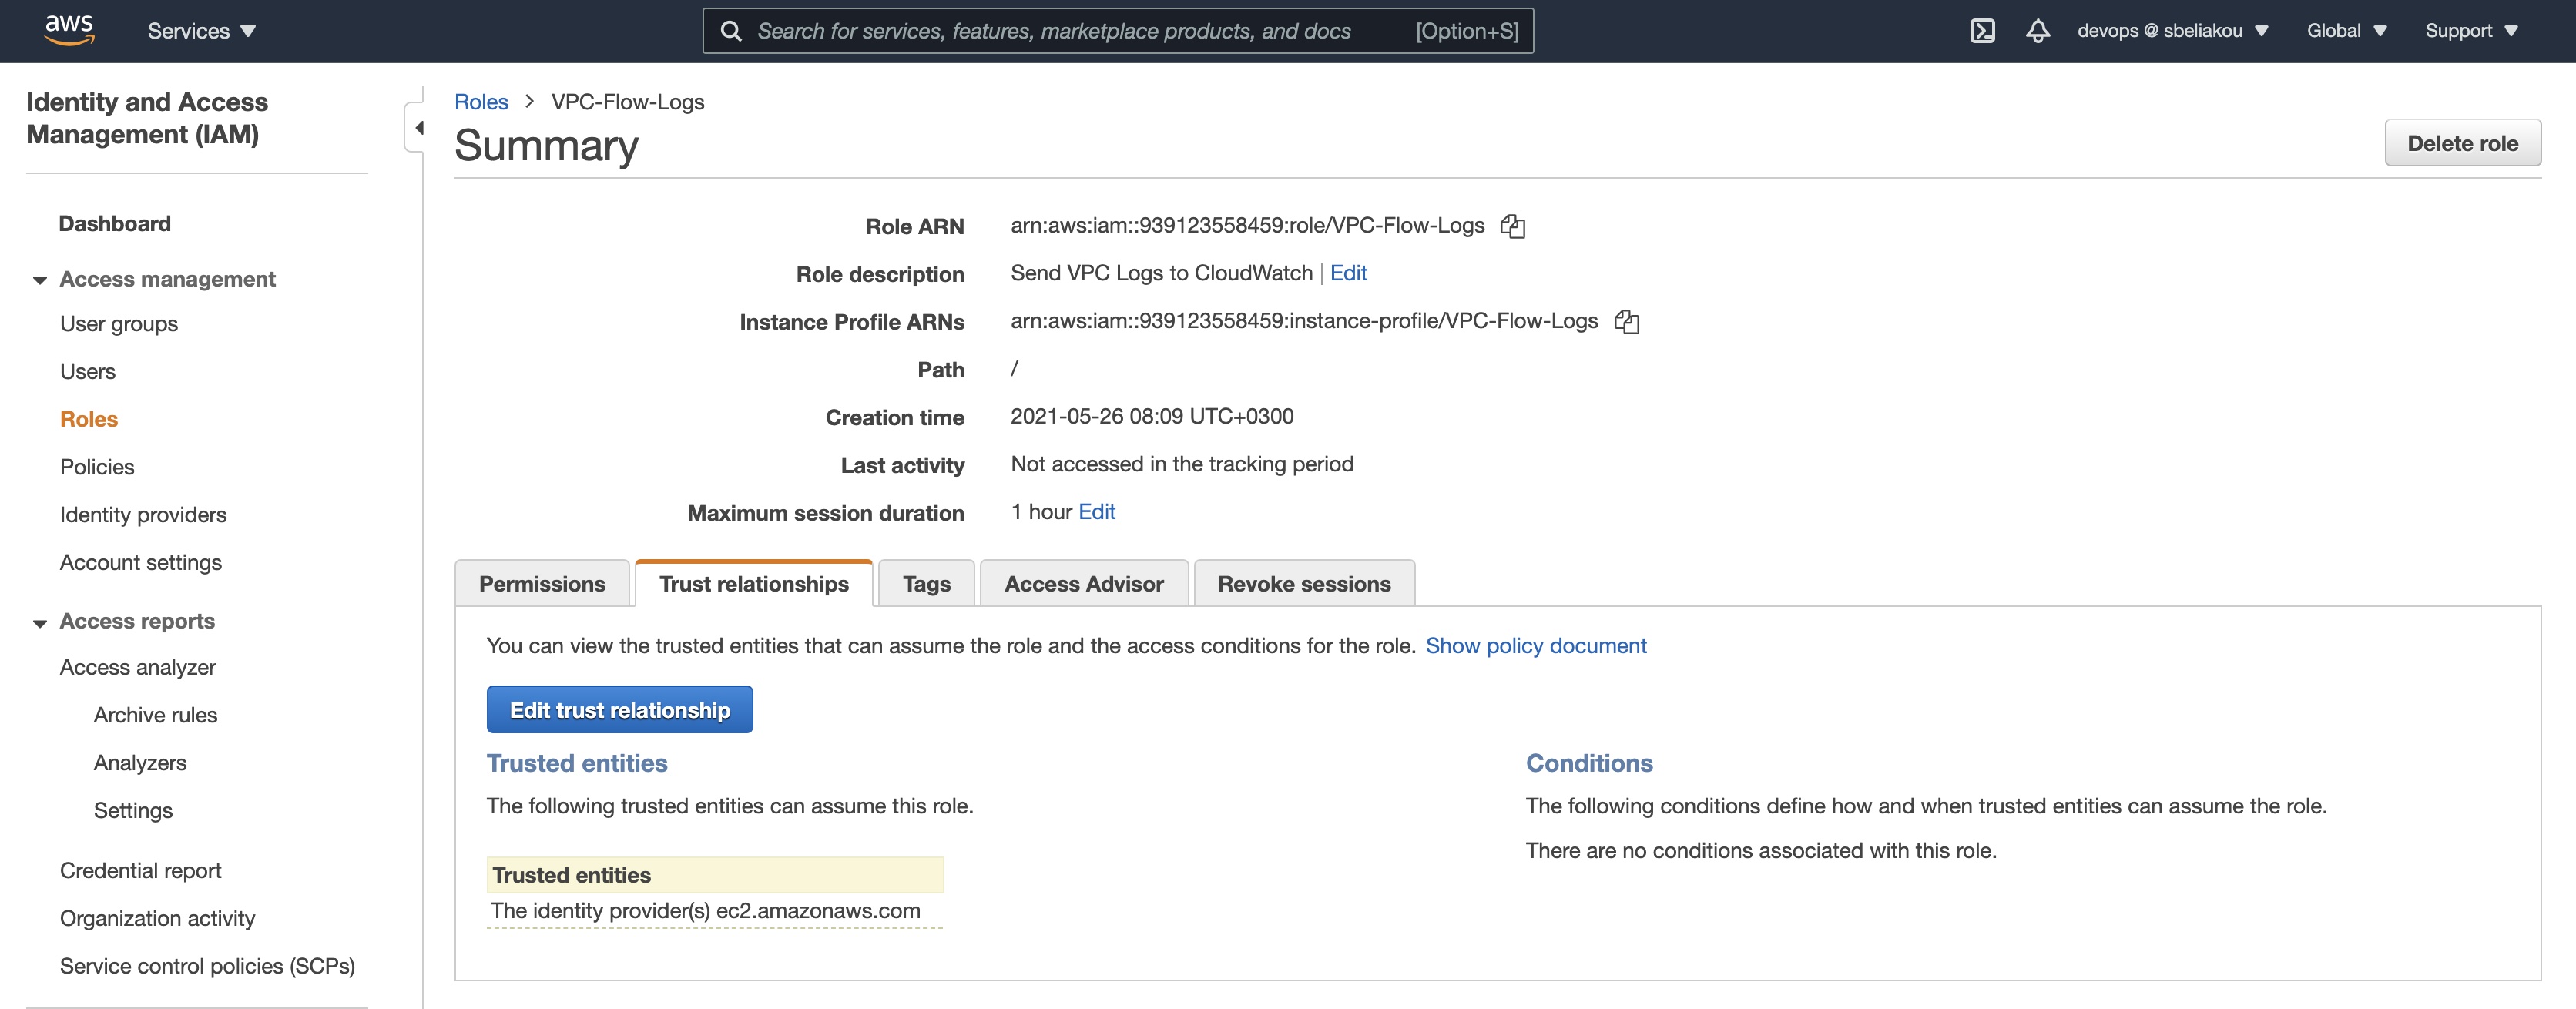 aws
Services
Search for services, features, marketplace products, and docs
[Option+S]
devops @ sbeliakou
Global
Support
Identity and Access
Management (IAM)
Dashboard
Access management
User groups
Users
Roles
Policies
Identity providers
Account settings
Access reports
Access analyzer
Archive rules
Analyzers
Settings
Credential report
Organization activity
Service control policies (SCPs)
Roles > VPC-Flow-Logs
Summary
Delete role
Role ARN arn:aws:iam::939123558459:role/VPC-Flow-Logs
Role description Send VPC Logs to CloudWatch | Edit
Instance Profile ARNs arn:aws:iam::939123558459:instance-profile/VPC-Flow-Logs
Path /
Creation time 2021-05-26 08:09 UTC+0300
Last activity Not accessed in the tracking period
Maximum session duration 1 hour Edit
Permissions
Trust relationships
Tags
Access Advisor
Revoke sessions
You can view the trusted entities that can assume the role and the access conditions for the role. Show policy document
Edit trust relationship
Trusted entities
The following trusted entities can assume this role.
Trusted entities
The identity provider(s) ec2.amazonaws.com
Conditions
The following conditions define how and when trusted entities can assume the role.
There are no conditions associated with this role.